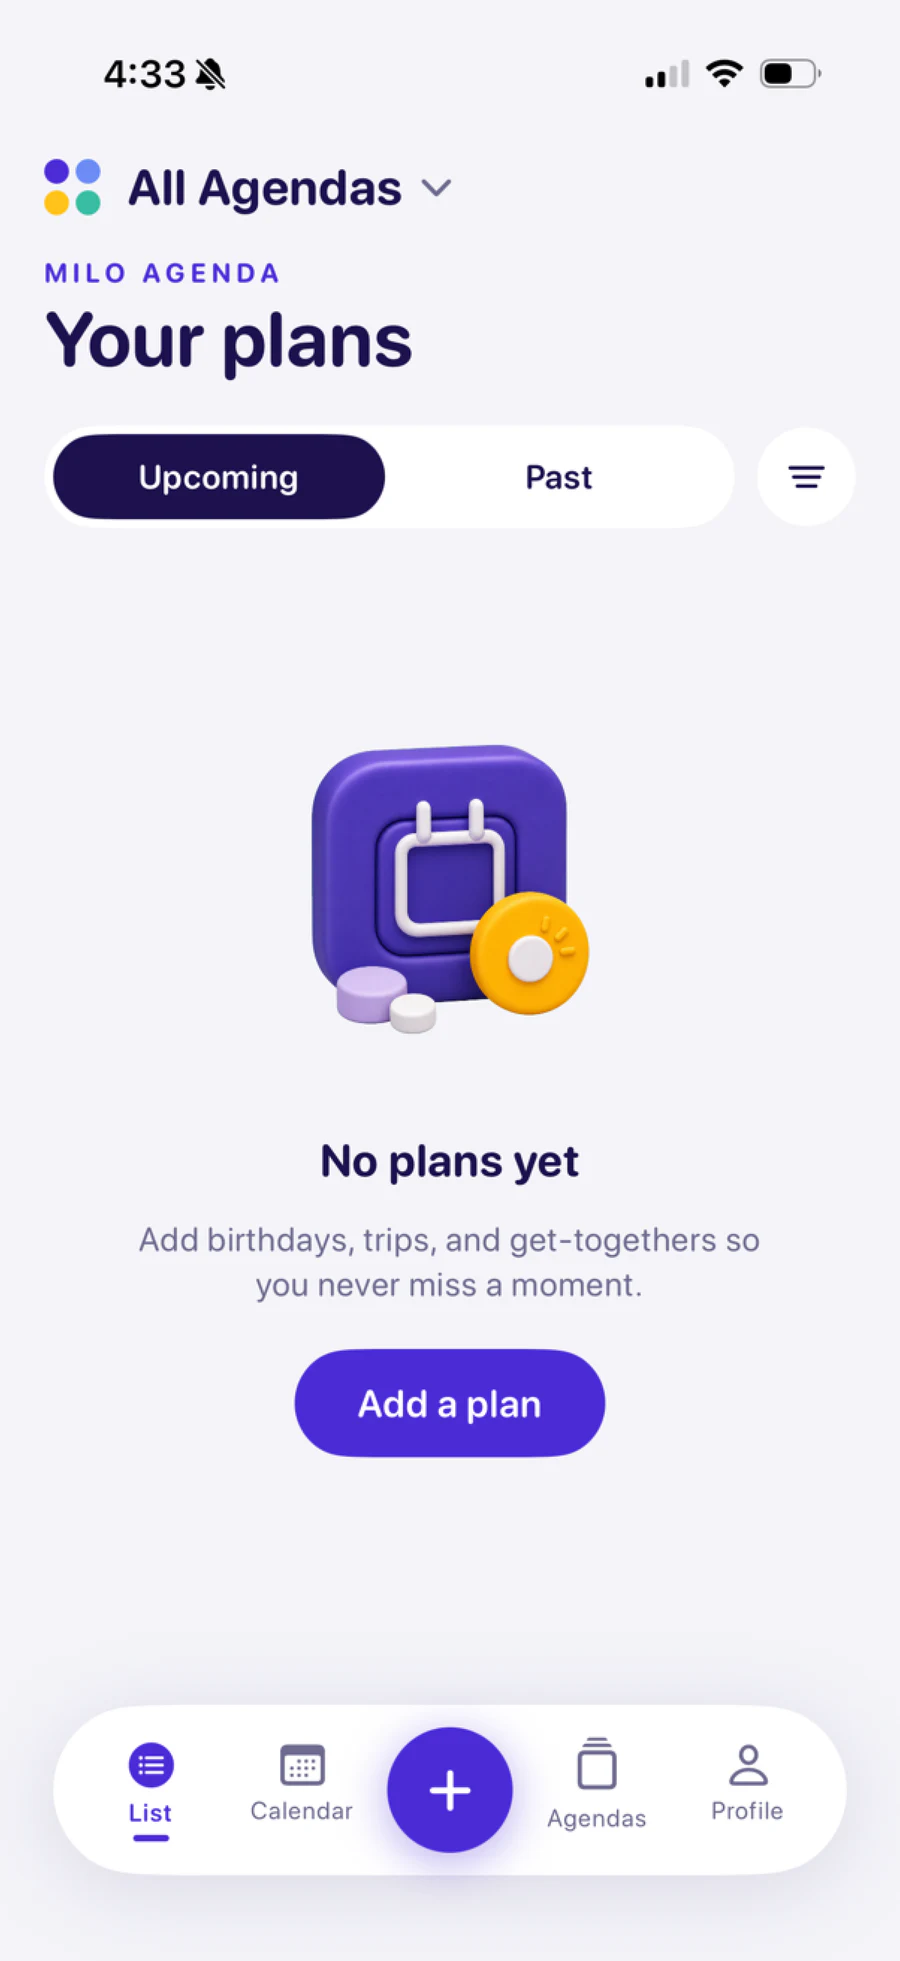 4:33
All Agendas
MILO AGENDA
Your plans
Upcoming
Past
No plans yet
Add birthdays, trips, and get-togethers so
you never miss a moment.
Add a plan
List
Calendar
Agendas
Profile